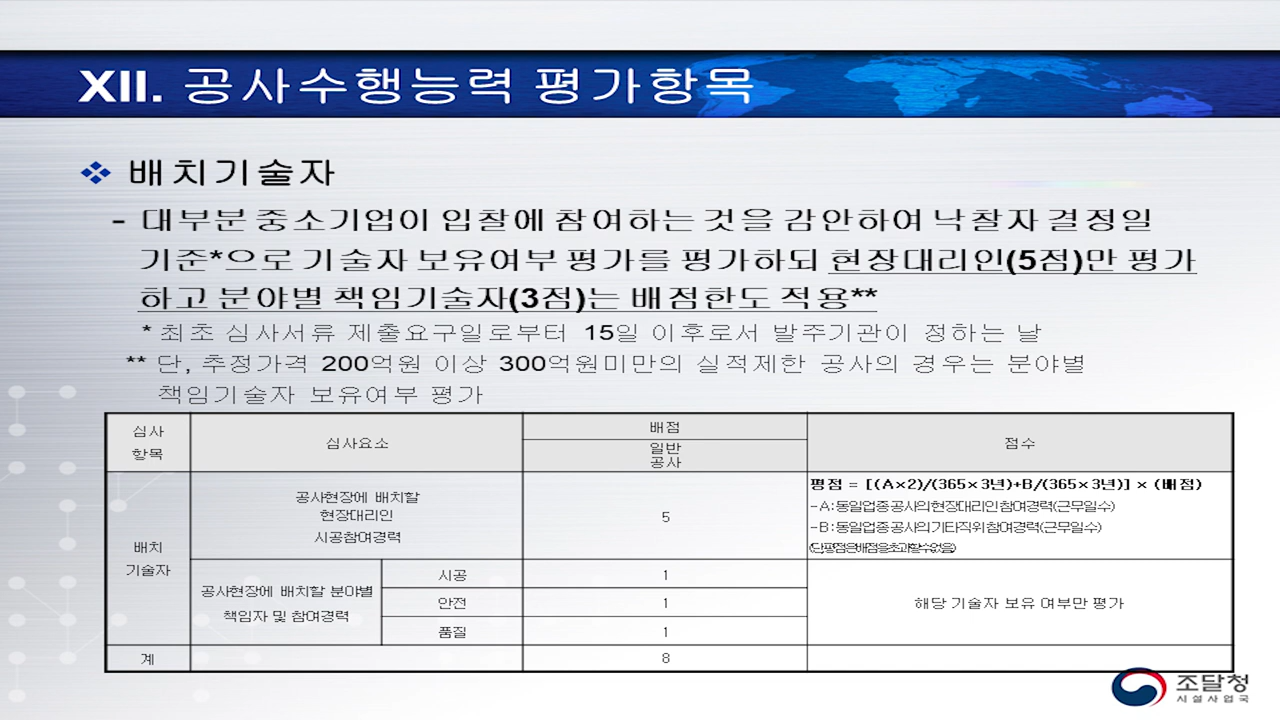 XII. 공사수행능력 평가항목
❖ 배치기술자
- 대부분 중소기업이 입찰에 참여하는 것을 감안하여 낙찰자 결정일
기준*으로 기술자 보유여부 평가를 평가하되 현장대리인(5점)만 평가
하고 분야별 책임기술자(3점)는 배점한도 적용**
* 최초 심사서류 제출요구일로부터 15일 이후로서 발주기관이 정하는 날
** 단, 추정가격 200억원 이상 300억원미만의 실적제한 공사의 경우는 분야별
책임기술자 보유여부 평가
심사
항목
심사요소
배점
일반
공사
점수
배치
기술자
공사현장에 배치할
현장대리인
시공참여경력
5
평점 = [(A×2)/(365×3년)+B/(365×3년)] × (배점)
-A:동일업종공사의현장대리인참여경력(근무일수)
-B:동일업종공사의기타직위참여경력(근무일수)
(단,평점은배점을초과할수없음)
공사현장에 배치할 분야별
책임자 및 참여경력
시공
1
안전
1
품질
1
해당 기술자 보유 여부만 평가
계
8
조달청
시설사업국